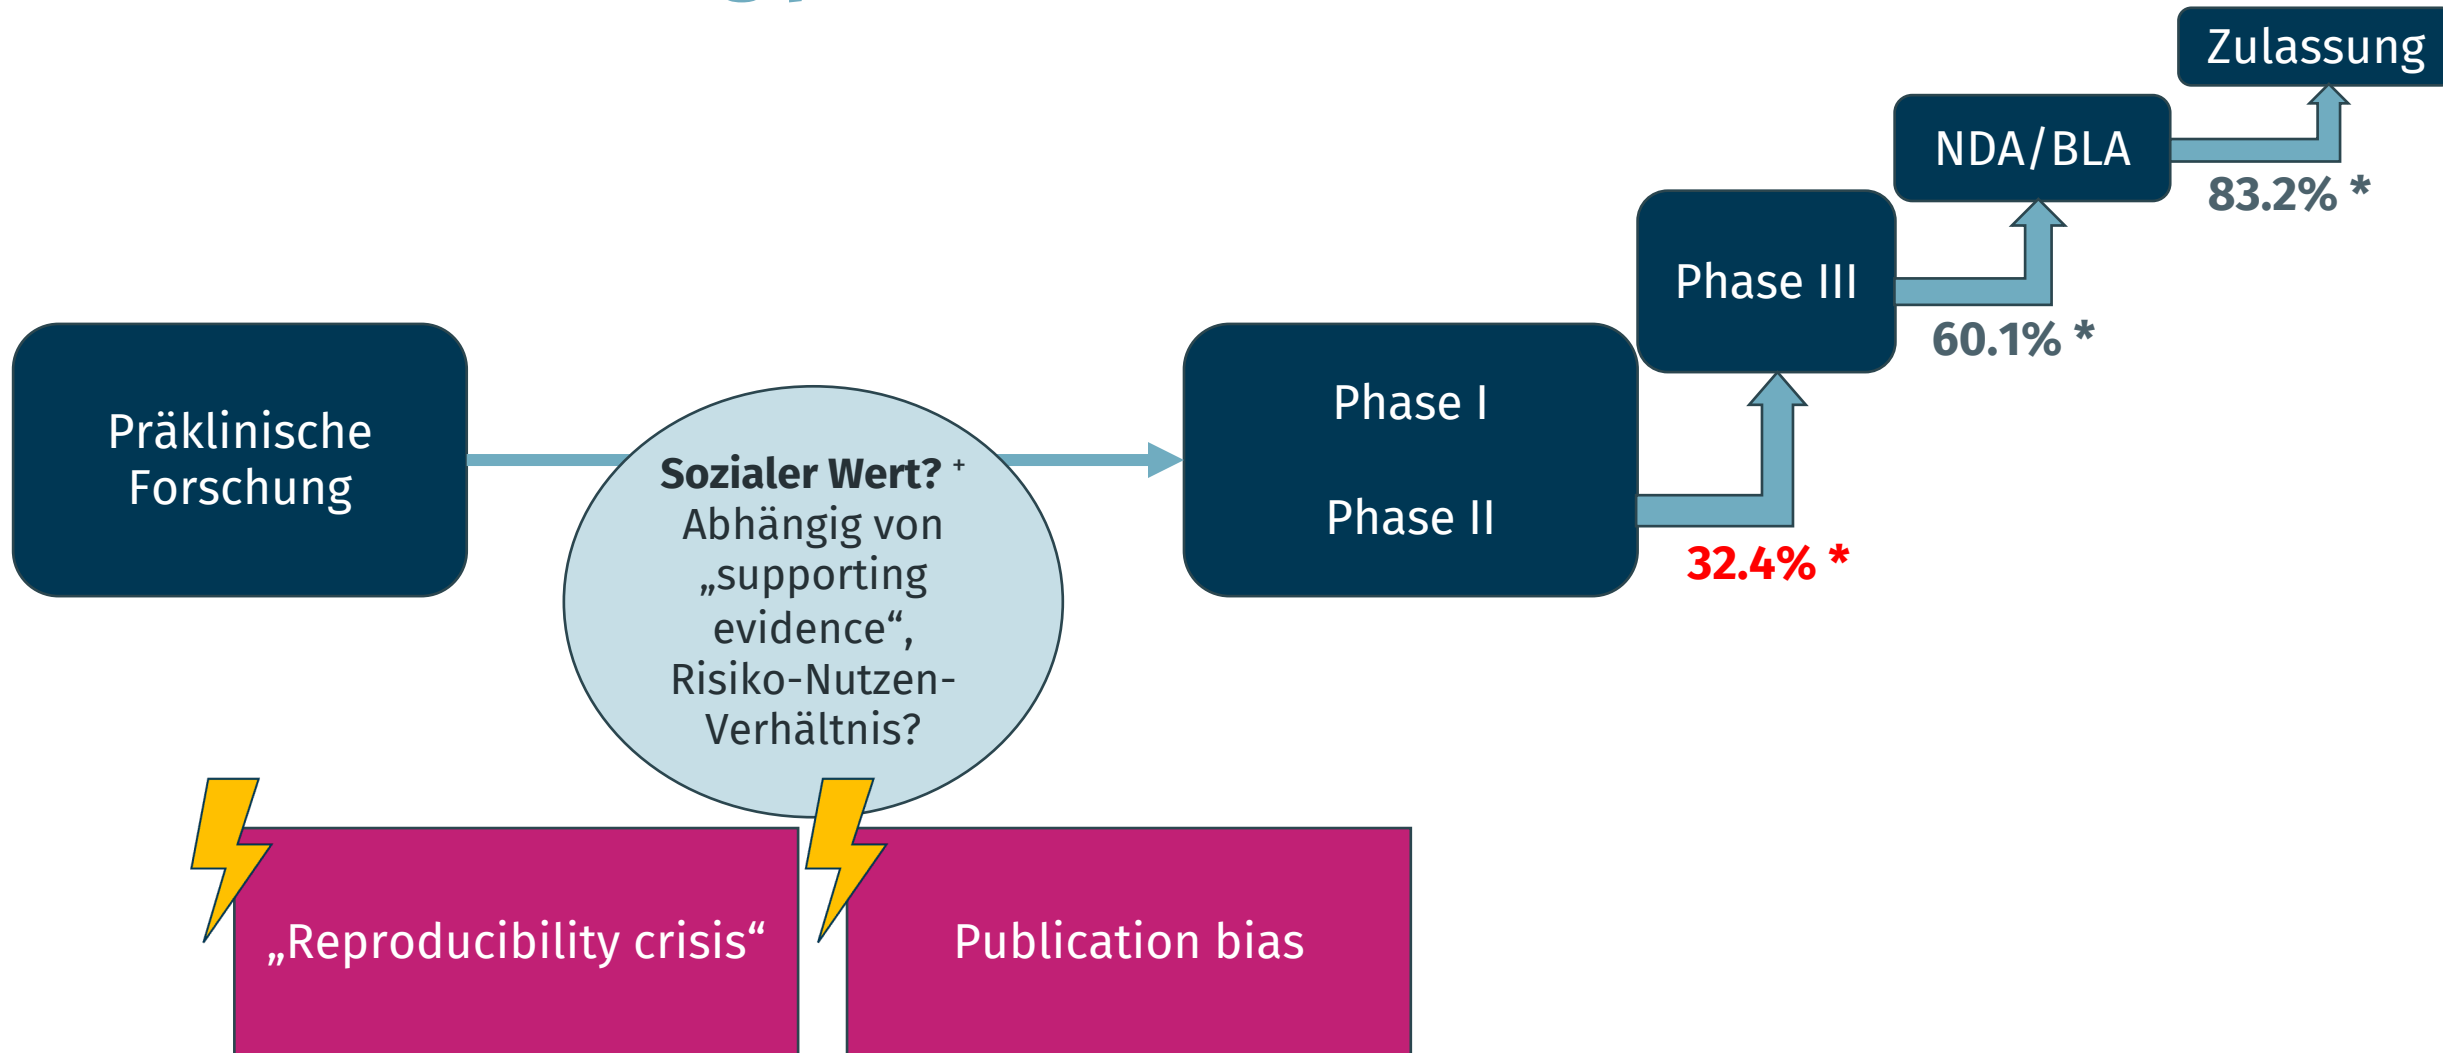 Zulassung
NDA/BLA
83.2% *
Phase III
60.1% *
Präklinische
Forschung
Sozialer Wert? ⁺
Abhängig von
„supporting
evidence“,
Risiko-Nutzen-
Verhältnis?
Phase I
Phase II
32.4% *
„Reproducibility crisis“
Publication bias